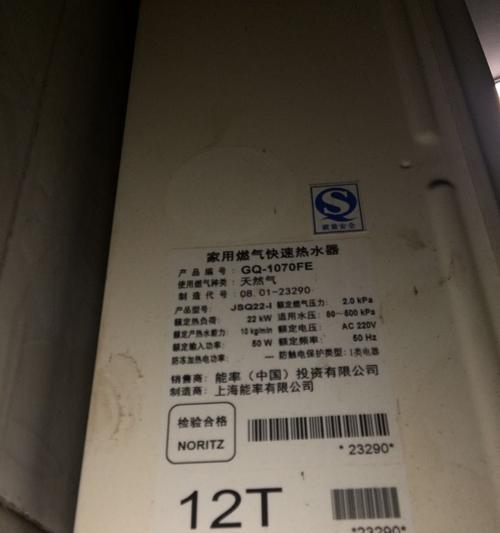 质量安全
家用燃气快速热水器
产品编号：GQ-1070FE
使用燃气种类：天然气
制造代号：08.01-23290
产品型号：JSQ22-I 额定燃气压力：2.0 kPa
额定热负荷：22 kW 适用水压：80~500 kPa
额定产热水能力：10 kg/min 额定电压：AC 220V
额定输入功率：50 W 额定频率：50 Hz
防冻加热电功率：--- 防触电保护类型：I类电器
销售商：能率（中国）投资有限公司
制造商：上海能率有限公司
检验合格
NORITZ
*23290*
12T
*23290*